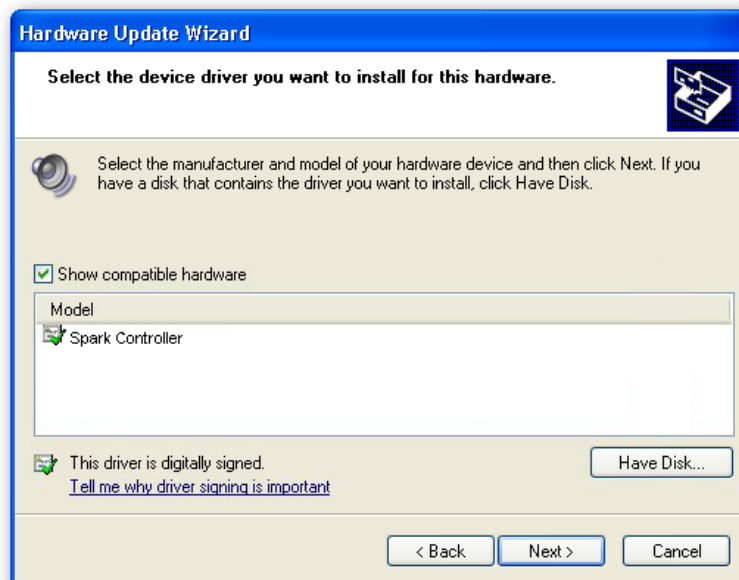 Hardware Update Wizard
Select the device driver you want to install for this hardware.
Select the manufacturer and model of your hardware device and then click Next. If you
have a disk that contains the driver you want to install, click Have Disk.
Show compatible hardware
Model
Spark Controller
This driver is digitally signed.
Have Disk...
Tell me why driver signing is important
< Back
Next >
Cancel